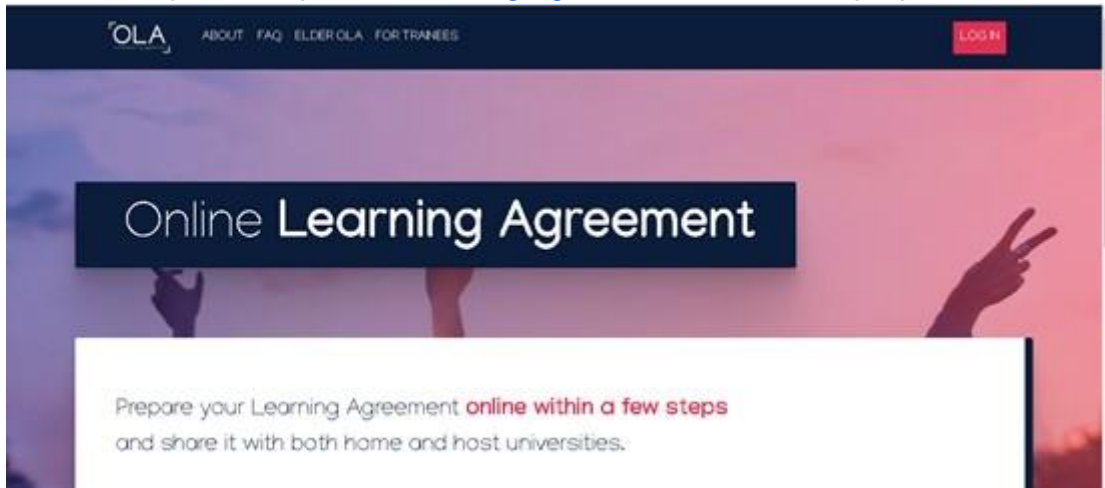 OLA
ABOUT FAQ ELDER OLA FOR TRAINEES
LOG IN
Online Learning Agreement
Prepare your Learning Agreement online within a few steps
and share it with both home and host universities.